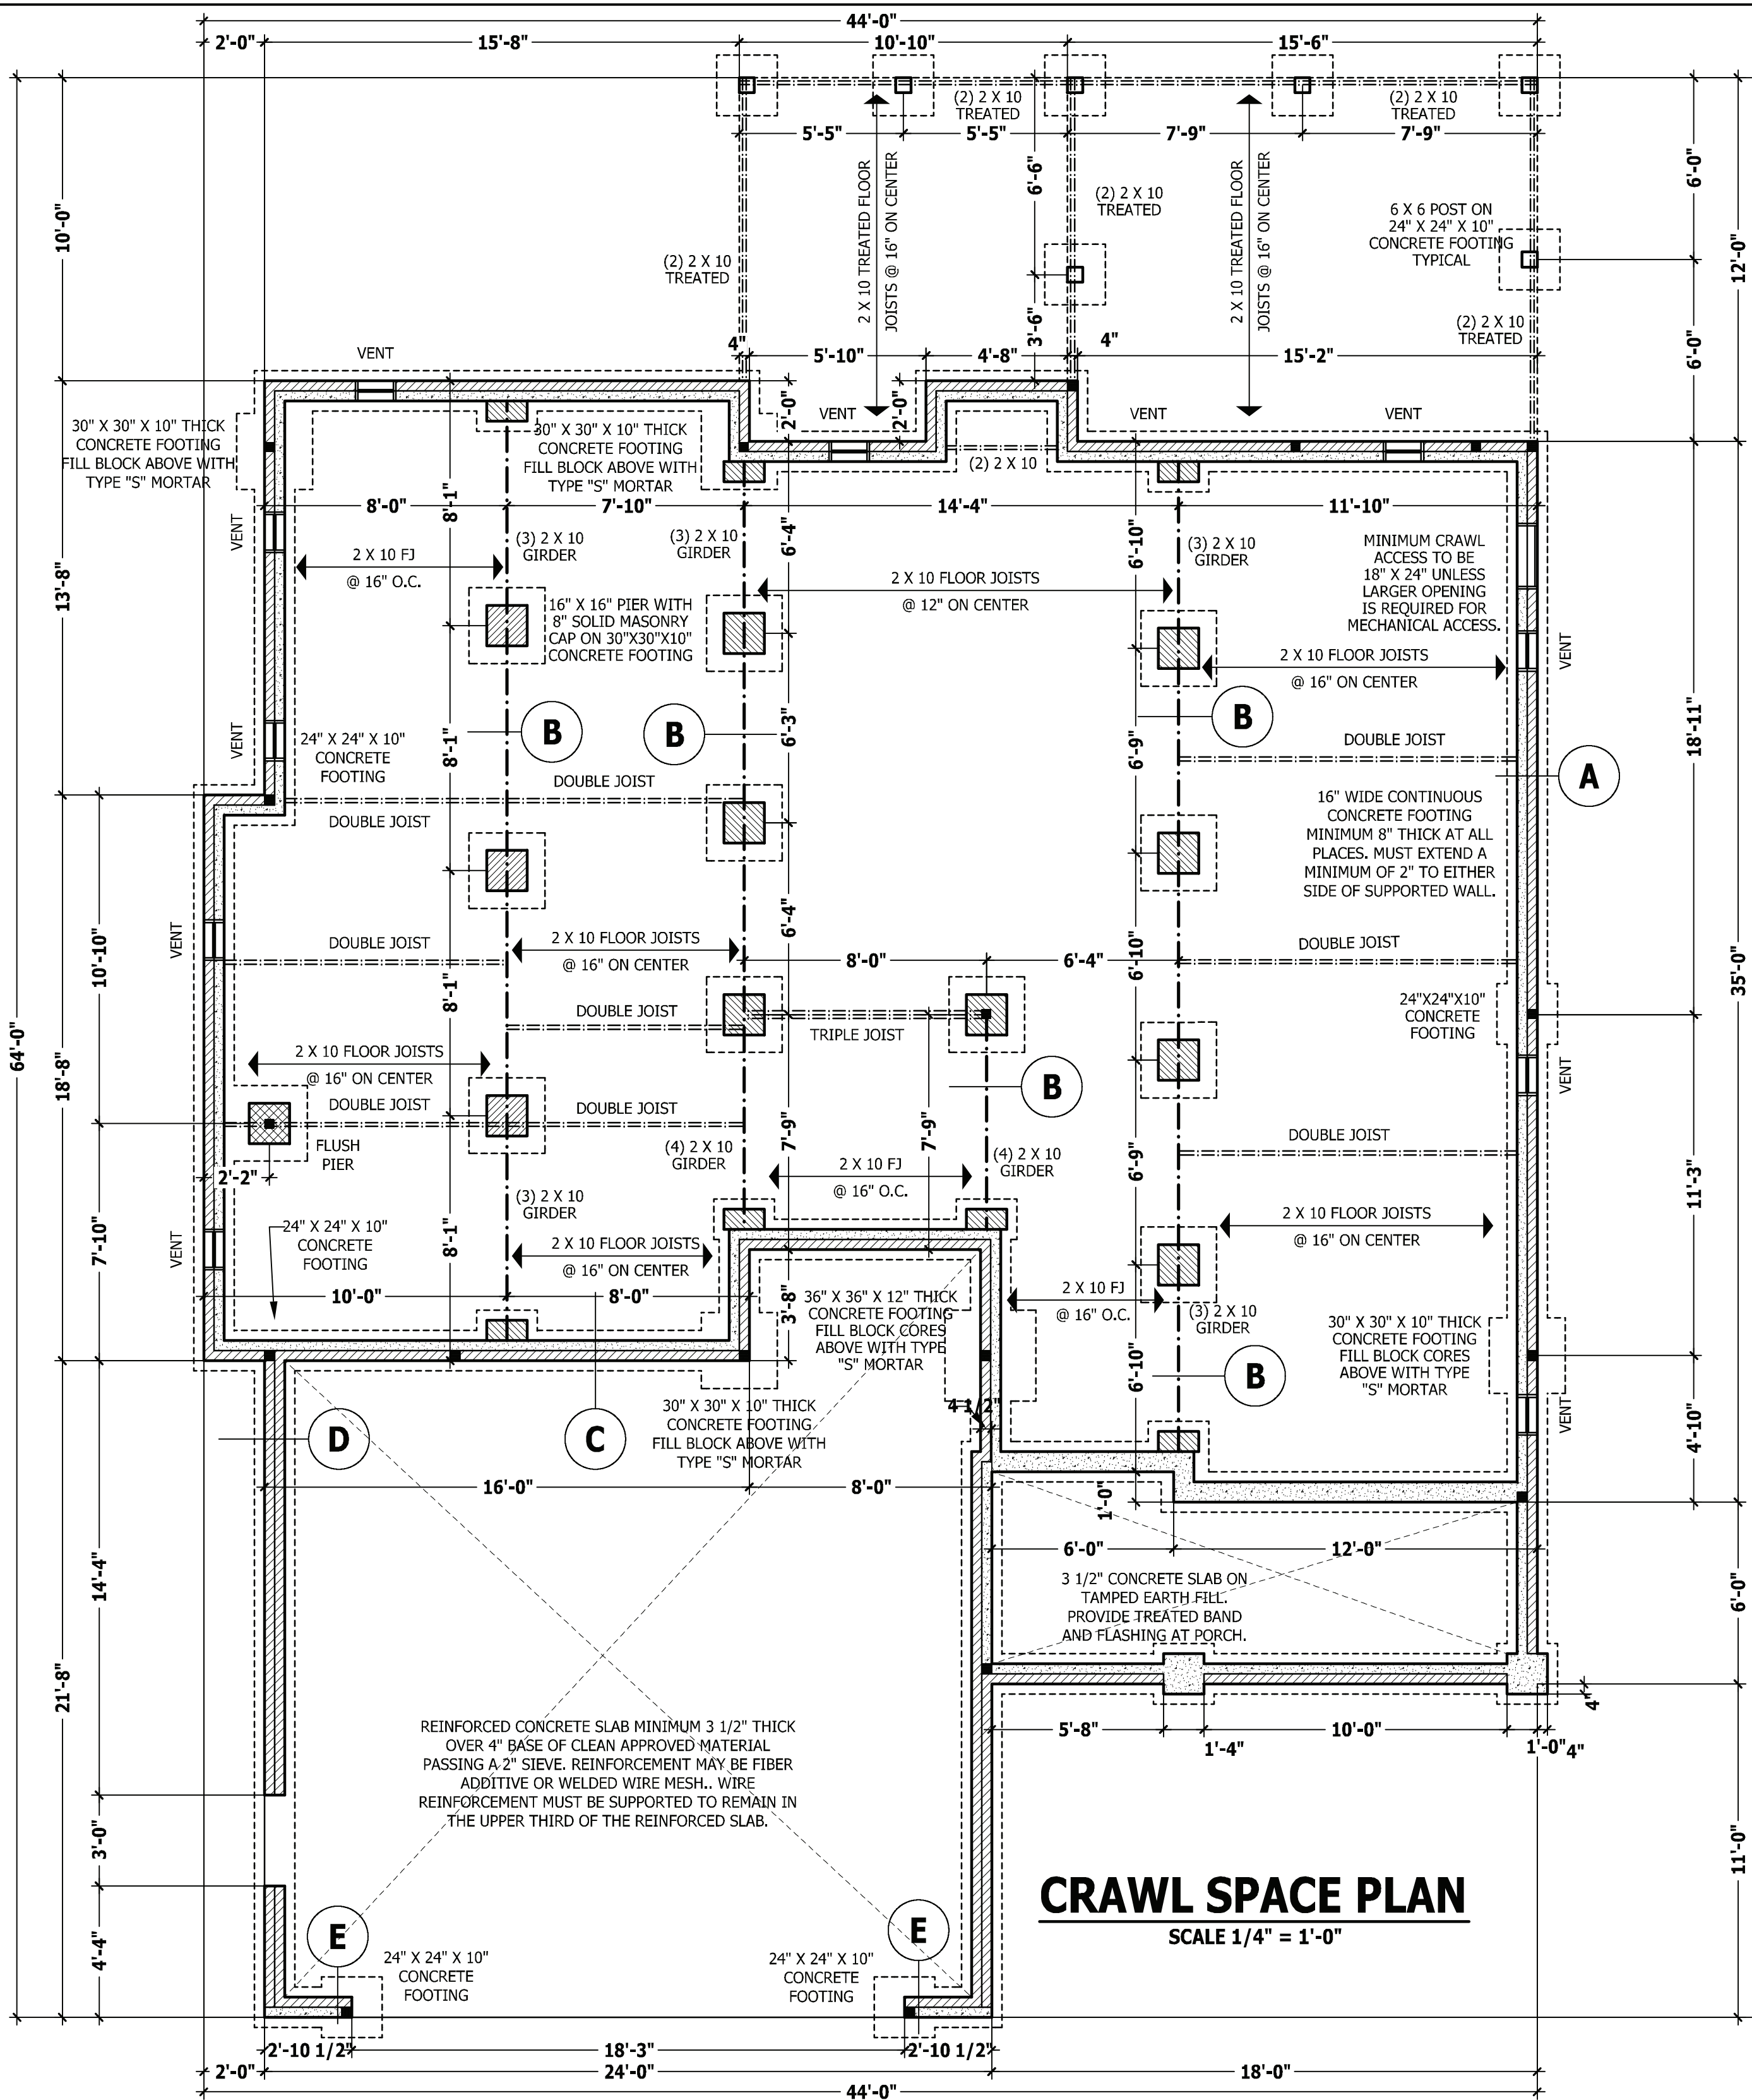 44'-0"
2'-0"
15'-8"
10'-10"
15'-6"
(2) 2 X 10
TREATED
(2) 2 X 10
TREATED
5'-5"
5'-5"
7'-9"
7'-9"
10'-0"
6'-6"
6'-0"
12'-0"
2 X 10 TREATED FLOOR
JOISTS @ 16" ON CENTER
2 X 10 TREATED FLOOR
JOISTS @ 16" ON CENTER
(2) 2 X 10
TREATED
6 X 6 POST ON
24" X 24" X 10"
CONCRETE FOOTING
TYPICAL
(2) 2 X 10
TREATED
3'-6"
6'-0"
(2) 2 X 10
TREATED
VENT
4"
5'-10"
4'-8"
4"
15'-2"
2'-0"
2'-0"
VENT
VENT
VENT
30" X 30" X 10" THICK
CONCRETE FOOTING
FILL BLOCK ABOVE WITH
TYPE "S" MORTAR
30" X 30" X 10" THICK
CONCRETE FOOTING
FILL BLOCK ABOVE WITH
TYPE "S" MORTAR
(2) 2 X 10
8'-0"
8'-1"
7'-10"
14'-4"
11'-10"
VENT
2 X 10 FJ
@ 16" O.C.
(3) 2 X 10
GIRDER
(3) 2 X 10
GIRDER
6'-4"
6'-10"
(3) 2 X 10
GIRDER
MINIMUM CRAWL
ACCESS TO BE
18" X 24" UNLESS
LARGER OPENING
IS REQUIRED FOR
MECHANICAL ACCESS.
2 X 10 FLOOR JOISTS
@ 12" ON CENTER
13'-8"
16" X 16" PIER WITH
8" SOLID MASONRY
CAP ON 30"X30"X10"
CONCRETE FOOTING
2 X 10 FLOOR JOISTS
@ 16" ON CENTER
VENT
VENT
24" X 24" X 10"
CONCRETE
FOOTING
8'-1"
B
B
6'-3"
6'-9"
B
DOUBLE JOIST
18'-11"
A
DOUBLE JOIST
DOUBLE JOIST
16" WIDE CONTINUOUS
CONCRETE FOOTING
MINIMUM 8" THICK AT ALL
PLACES. MUST EXTEND A
MINIMUM OF 2" TO EITHER
SIDE OF SUPPORTED WALL.
VENT
10'-10"
DOUBLE JOIST
2 X 10 FLOOR JOISTS
@ 16" ON CENTER
6'-4"
8'-0"
6'-4"
6'-10"
DOUBLE JOIST
35'-0"
8'-1"
DOUBLE JOIST
TRIPLE JOIST
24"X24"X10"
CONCRETE
FOOTING
64'-0"
18'-8"
2 X 10 FLOOR JOISTS
@ 16" ON CENTER
DOUBLE JOIST
DOUBLE JOIST
B
VENT
FLUSH
PIER
2'-2"
(4) 2 X 10
GIRDER
7'-9"
7'-9"
(4) 2 X 10
GIRDER
2 X 10 FJ
@ 16" O.C.
6'-9"
DOUBLE JOIST
11'-3"
7'-10"
VENT
24" X 24" X 10"
CONCRETE
FOOTING
8'-1"
(3) 2 X 10
GIRDER
2 X 10 FLOOR JOISTS
@ 16" ON CENTER
2 X 10 FLOOR JOISTS
@ 16" ON CENTER
10'-0"
8'-0"
3'-8"
36" X 36" X 12" THICK
CONCRETE FOOTING
FILL BLOCK CORES
ABOVE WITH TYPE
"S" MORTAR
2 X 10 FJ
@ 16" O.C.
(3) 2 X 10
GIRDER
30" X 30" X 10" THICK
CONCRETE FOOTING
FILL BLOCK CORES
ABOVE WITH TYPE
"S" MORTAR
6'-10"
B
VENT
4'-10"
D
C
30" X 30" X 10" THICK
CONCRETE FOOTING
FILL BLOCK ABOVE WITH
TYPE "S" MORTAR
4 1/2"
16'-0"
8'-0"
1'-0"
6'-0"
12'-0"
14'-4"
3 1/2" CONCRETE SLAB ON
TAMPED EARTH FILL.
PROVIDE TREATED BAND
AND FLASHING AT PORCH.
6'-0"
21'-8"
4"
5'-8"
1'-4"
10'-0"
1'-0"
4"
REINFORCED CONCRETE SLAB MINIMUM 3 1/2" THICK
OVER 4" BASE OF CLEAN APPROVED MATERIAL
PASSING A 2" SIEVE. REINFORCEMENT MAY BE FIBER
ADDITIVE OR WELDED WIRE MESH.. WIRE
REINFORCEMENT MUST BE SUPPORTED TO REMAIN IN
THE UPPER THIRD OF THE REINFORCED SLAB.
3'-0"
11'-0"
CRAWL SPACE PLAN
SCALE 1/4" = 1'-0"
4'-4"
E
E
24" X 24" X 10"
CONCRETE
FOOTING
24" X 24" X 10"
CONCRETE
FOOTING
2'-10 1/2"
18'-3"
2'-10 1/2"
2'-0"
24'-0"
18'-0"
44'-0"